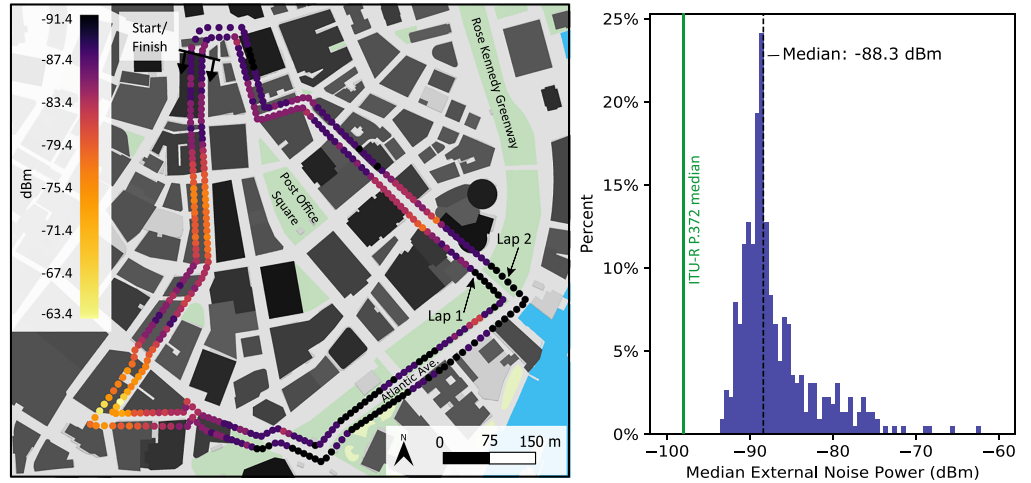 -91.4
-87.4
-83.4
-79.4
-75.4
-71.4
-67.4
-63.4
dBm
Start/
Finish
Rose Kennedy Greenway
Post Office
Square
Lap 2
Lap 1
Atlantic Ave.
N
0 75 150 m
25%
20%
15%
10%
5%
0%
Percent
Median: -88.3 dBm
ITU-R P.372 median
−100 −90 −80 −70 −60
Median External Noise Power (dBm)